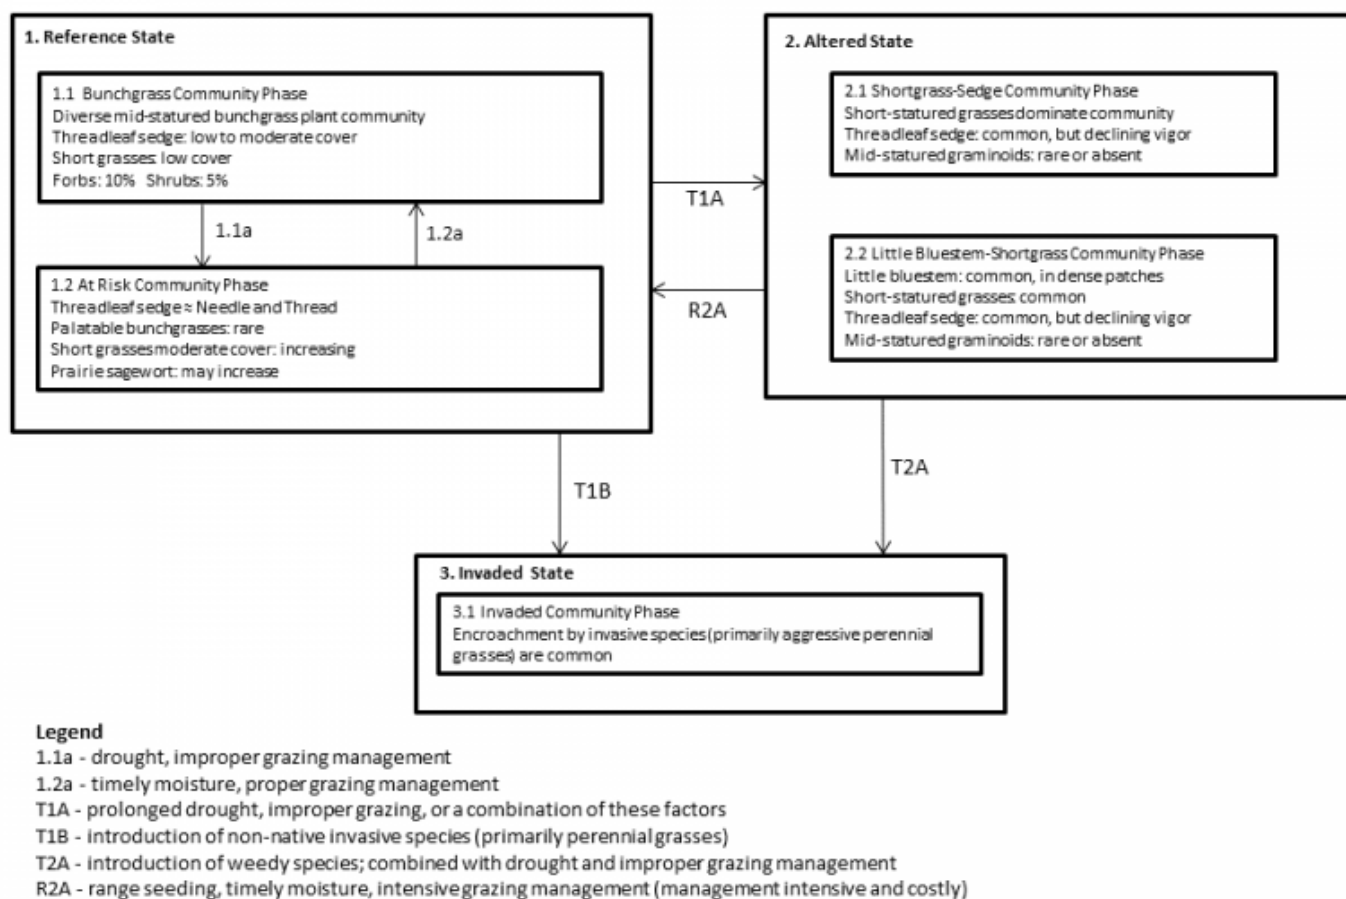 1. Reference State
1.1 Bunchgrass Community Phase
Diverse mid-statured bunchgrass plant community
Threadleaf sedge: low to moderate cover
Short grasses: low cover
Forbs: 10% Shrubs: 5%
1.1a
1.2a
1.2 At Risk Community Phase
Threadleaf sedge ≈ Needle and Thread
Palatable bunchgrasses: rare
Short grasses moderate cover: increasing
Prairie sagewort: may increase
T1A
R2A
2. Altered State
2.1 Shortgrass-Sedge Community Phase
Short-statured grasses dominate community
Threadleaf sedge: common, but declining vigor
Mid-statured graminoids: rare or absent
2.2 Little Bluestem-Shortgrass Community Phase
Little bluestem: common, in dense patches
Short-statured grasses: common
Threadleaf sedge: common, but declining vigor
Mid-statured graminoids: rare or absent
T1B
T2A
3. Invaded State
3.1 Invaded Community Phase
Encroachment by invasive species (primarily aggressive perennial
grasses) are common
Legend
1.1a - drought, improper grazing management
1.2a - timely moisture, proper grazing management
T1A - prolonged drought, improper grazing, or a combination of these factors
T1B - introduction of non-native invasive species (primarily perennial grasses)
T2A - introduction of weedy species; combined with drought and improper grazing management
R2A - range seeding, timely moisture, intensive grazing management (management intensive and costly)